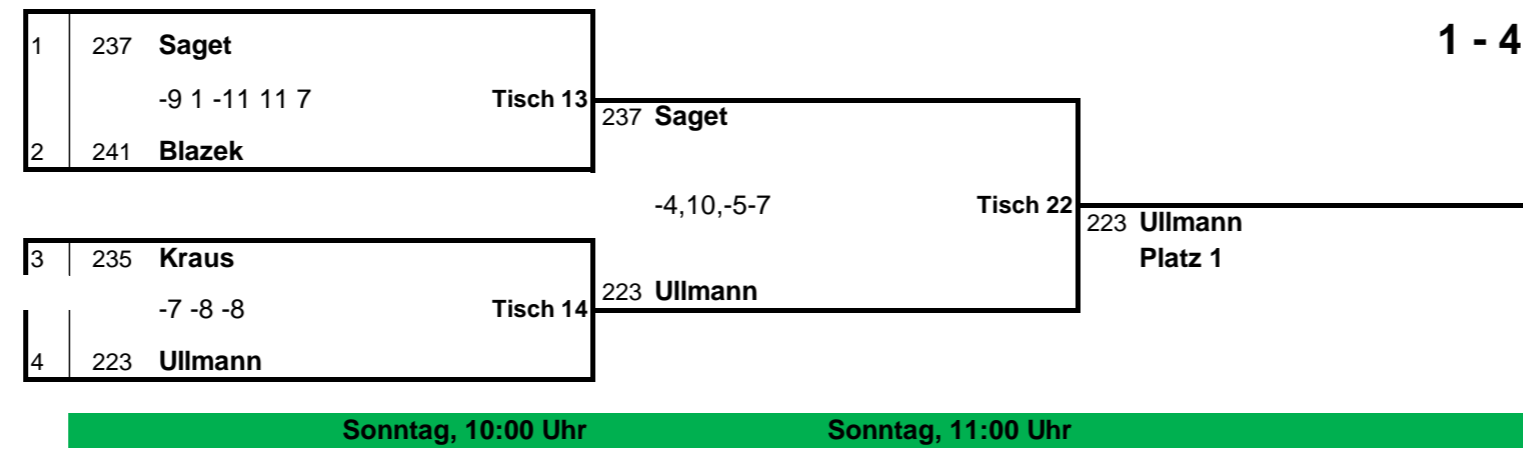 1 237 Saget 1 - 4
-9 1 -11 11 7 Tisch 13
237 Saget
2 241 Blazek
-4,10,-5-7 Tisch 22
223 Ullmann
3 235 Kraus Platz 1
223 Ullmann
-7 -8 -8 Tisch 14
4 223 Ullmann
Sonntag, 10:00 Uhr Sonntag, 11:00 Uhr